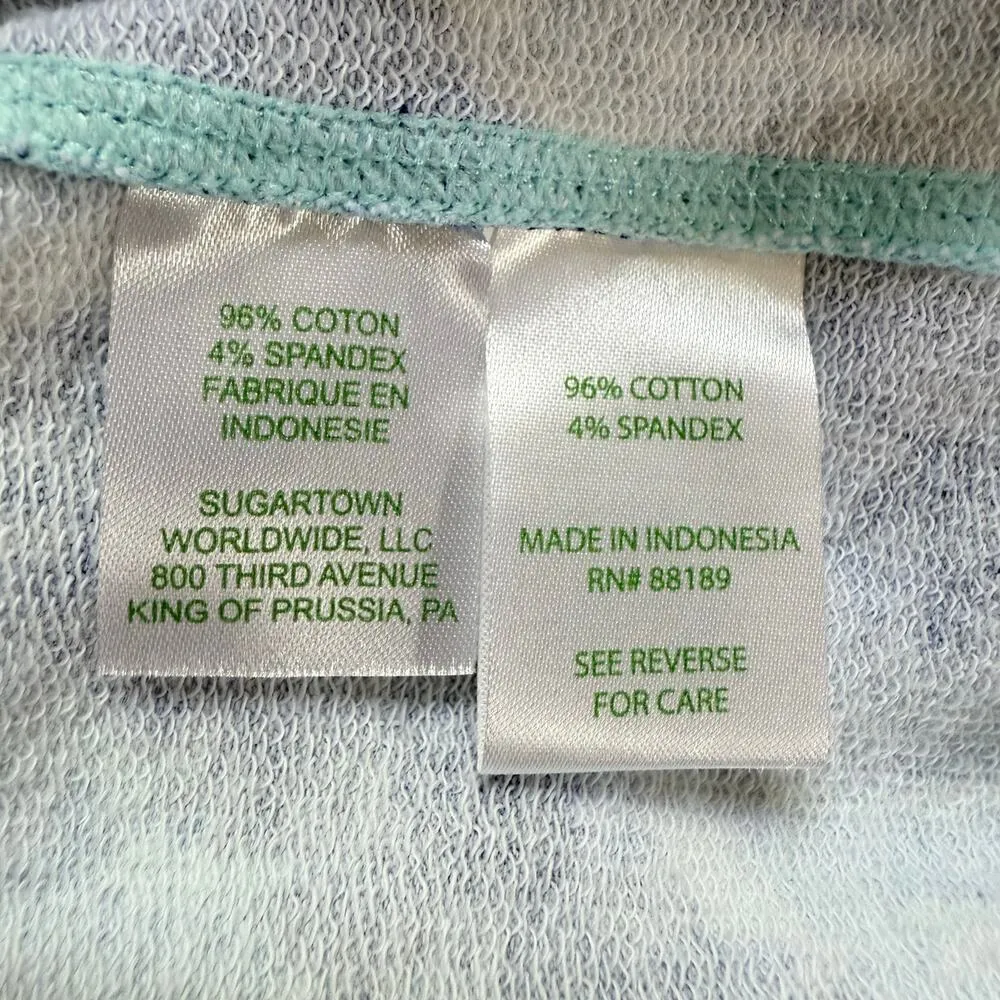 96% COTON
4% SPANDEX
FABRIQUE EN
INDONESIE
SUGARTOWN
WORLDWIDE, LLC
800 THIRD AVENUE
KING OF PRUSSIA, PA
96% COTTON
4% SPANDEX
MADE IN INDONESIA
RN# 88189
SEE REVERSE
FOR CARE